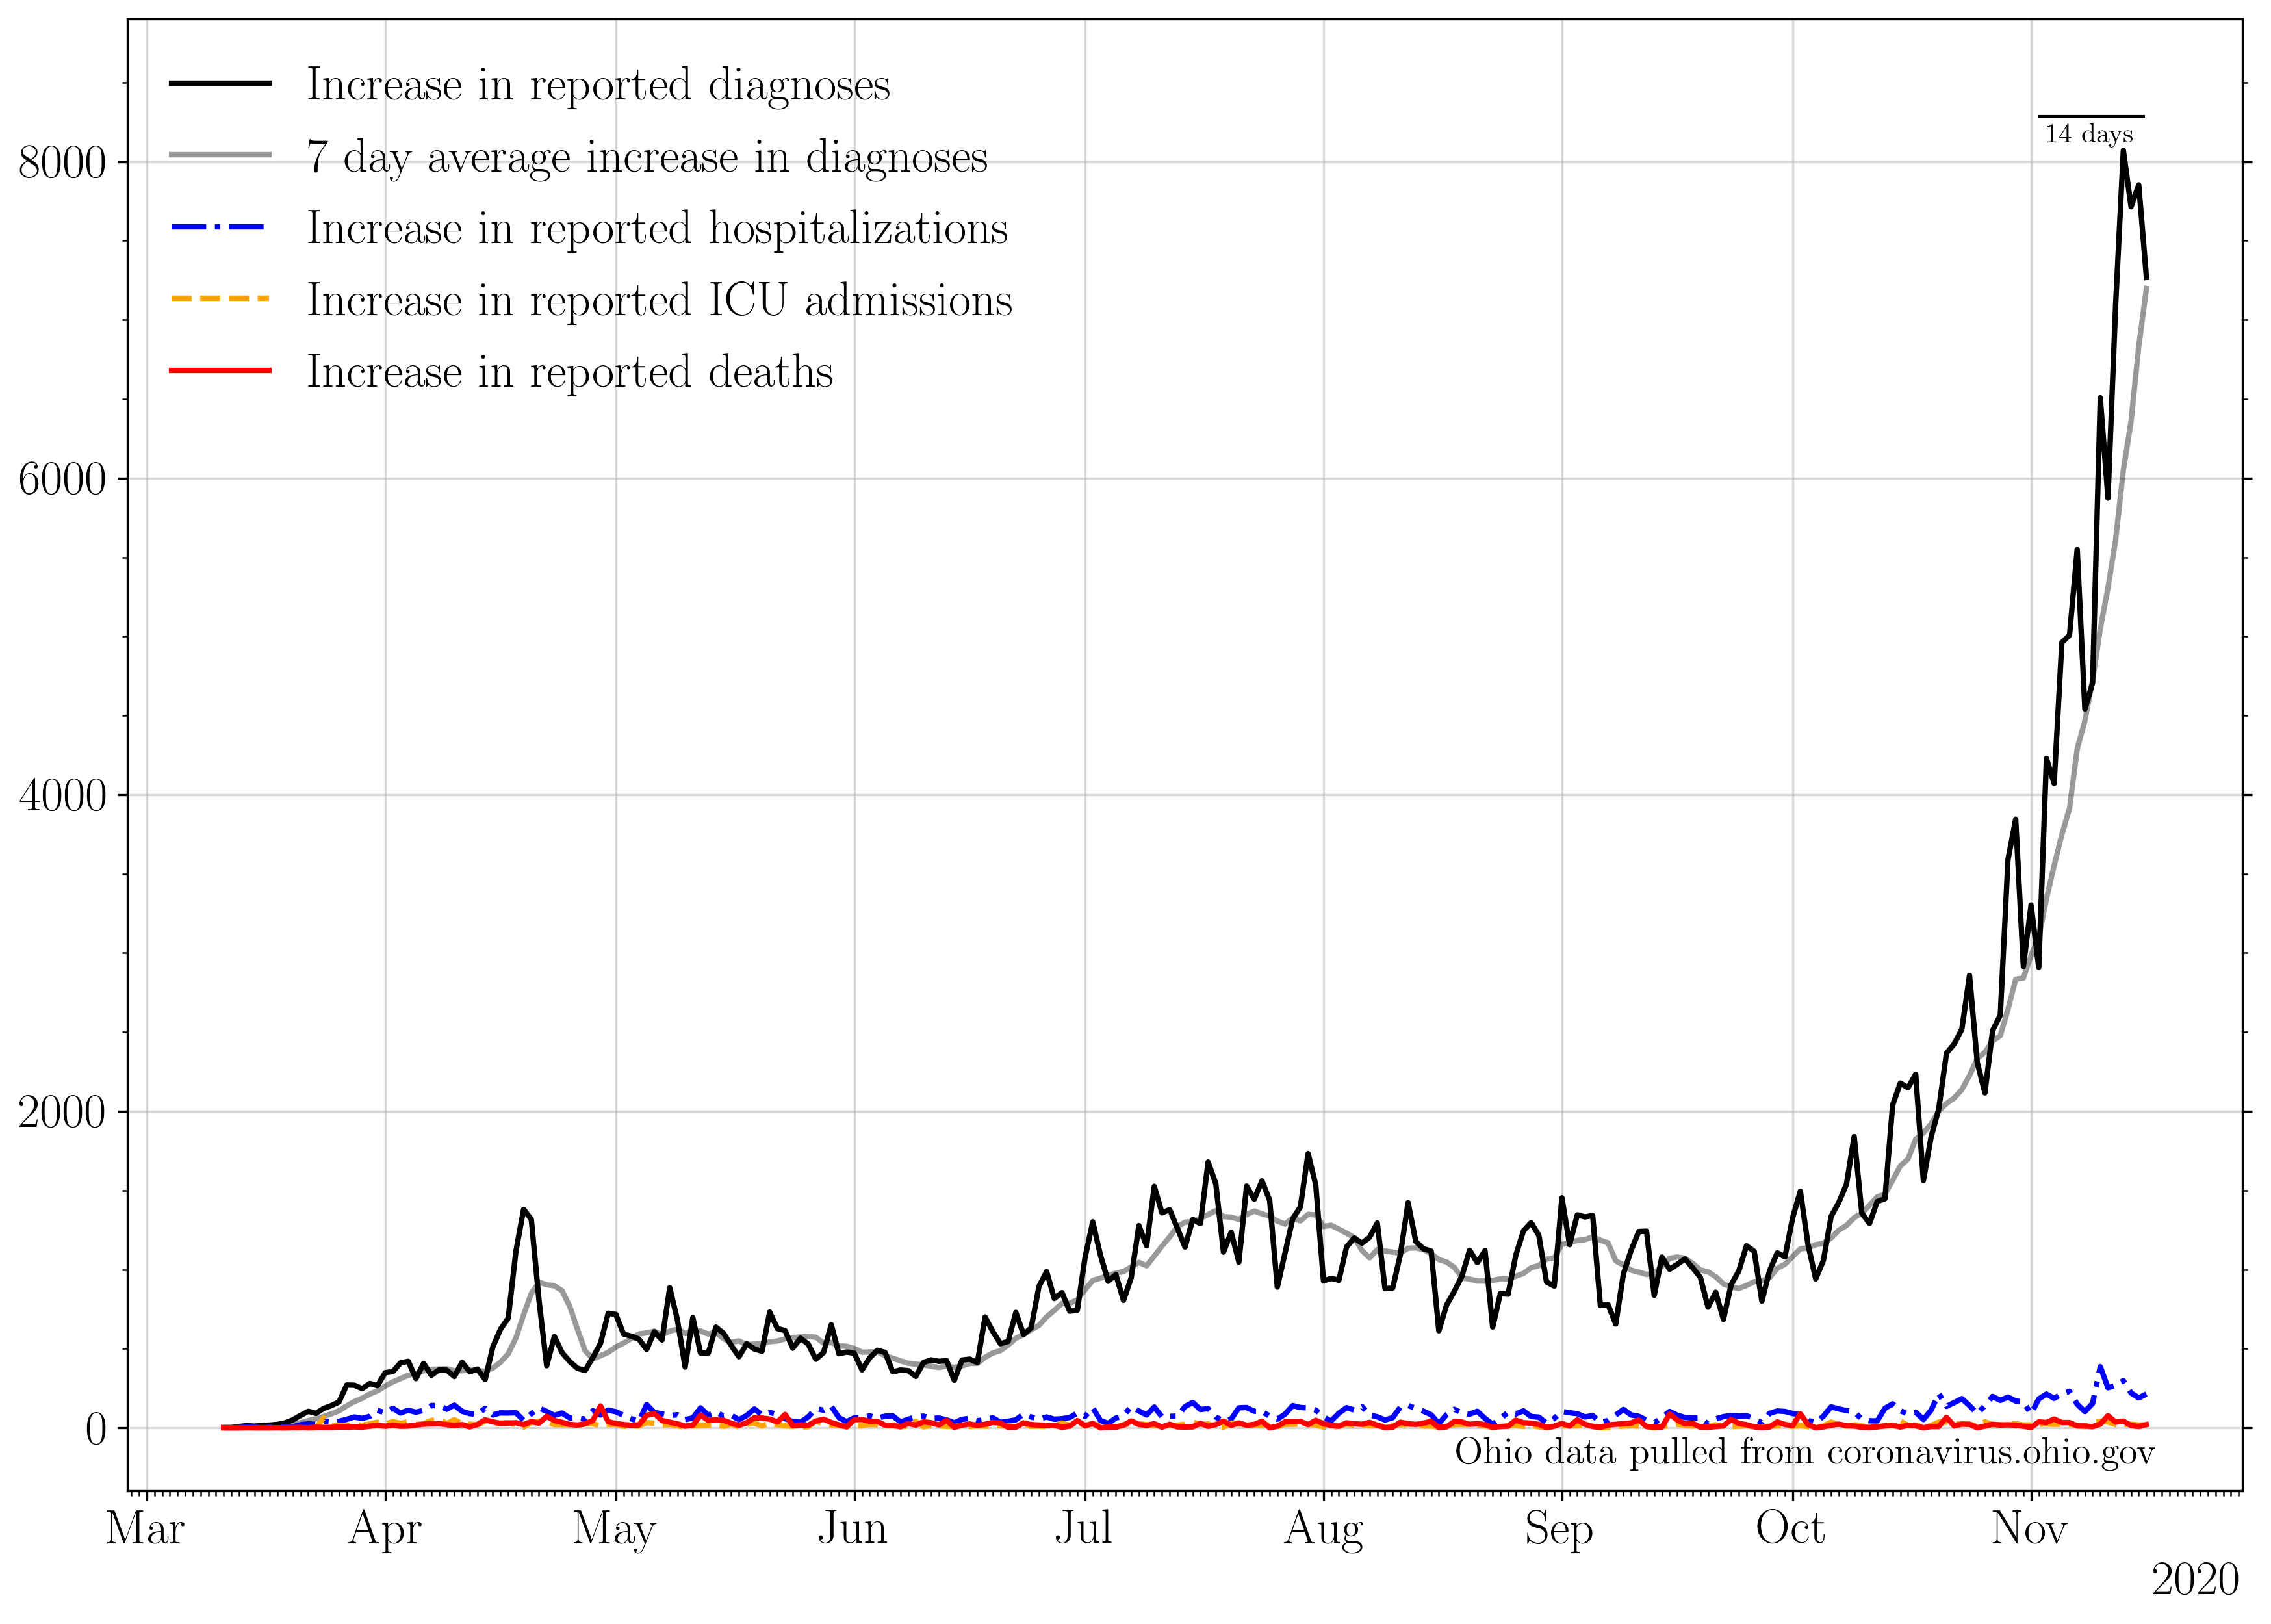 Increase in reported diagnoses
7 day average increase in diagnoses
Increase in reported hospitalizations
Increase in reported ICU admissions
Increase in reported deaths
14 days
8000
6000
4000
2000
0
Ohio data pulled from coronavirus.ohio.gov
Mar Apr May Jun Jul Aug Sep Oct Nov
2020